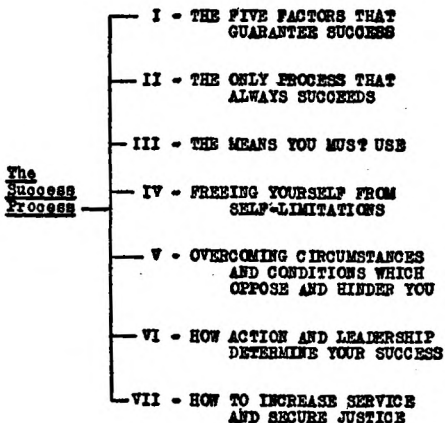 I - THE FIVE FACTORS THAT
GUARANTEE SUCCESS
II - THE ONLY PROCESS THAT
ALWAYS SUCCEEDS
III - THE MEANS YOU MUST USE
The
Success
Process
IV - FREEING YOURSELF FROM
SELF-LIMITATIONS
V - OVERCOMING CIRCUMSTANCES
AND CONDITIONS WHICH
OPPOSE AND HINDER YOU
VI - HOW ACTION AND LEADERSHIP
DETERMINE YOUR SUCCESS
VII - HOW TO INCREASE SERVICE
AND SECURE JUSTICE